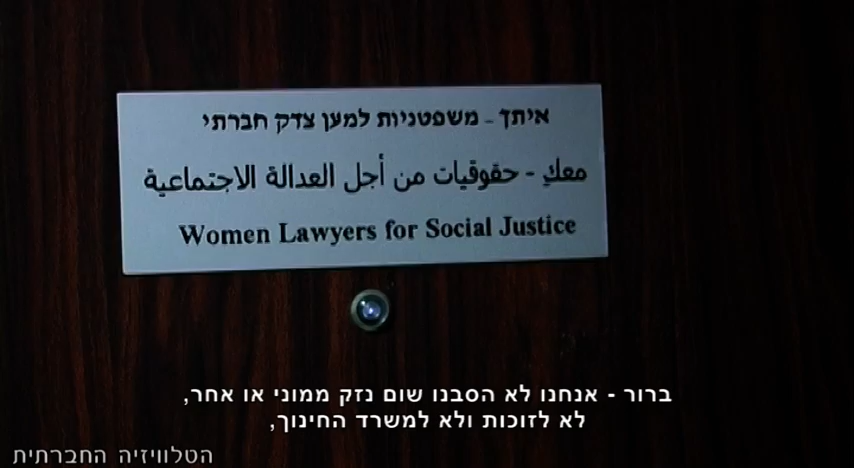 איתך - משפטניות למען צדק חברתי
معكِ - حقوقيات من أجل العدالة الاجتماعية
Women Lawyers for Social Justice
ברור - אנחנו לא הסבנו שום נזק ממוני או אחר,
לא לזוכות ולא למשרד החינוך,
הטלוויזיה החברתית